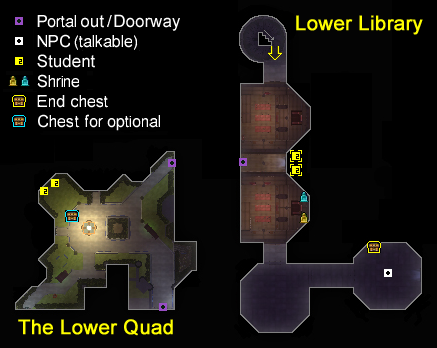 Portal out / Doorway
NPC (talkable)
Student
Shrine
End chest
Chest for optional
Lower Library
The Lower Quad